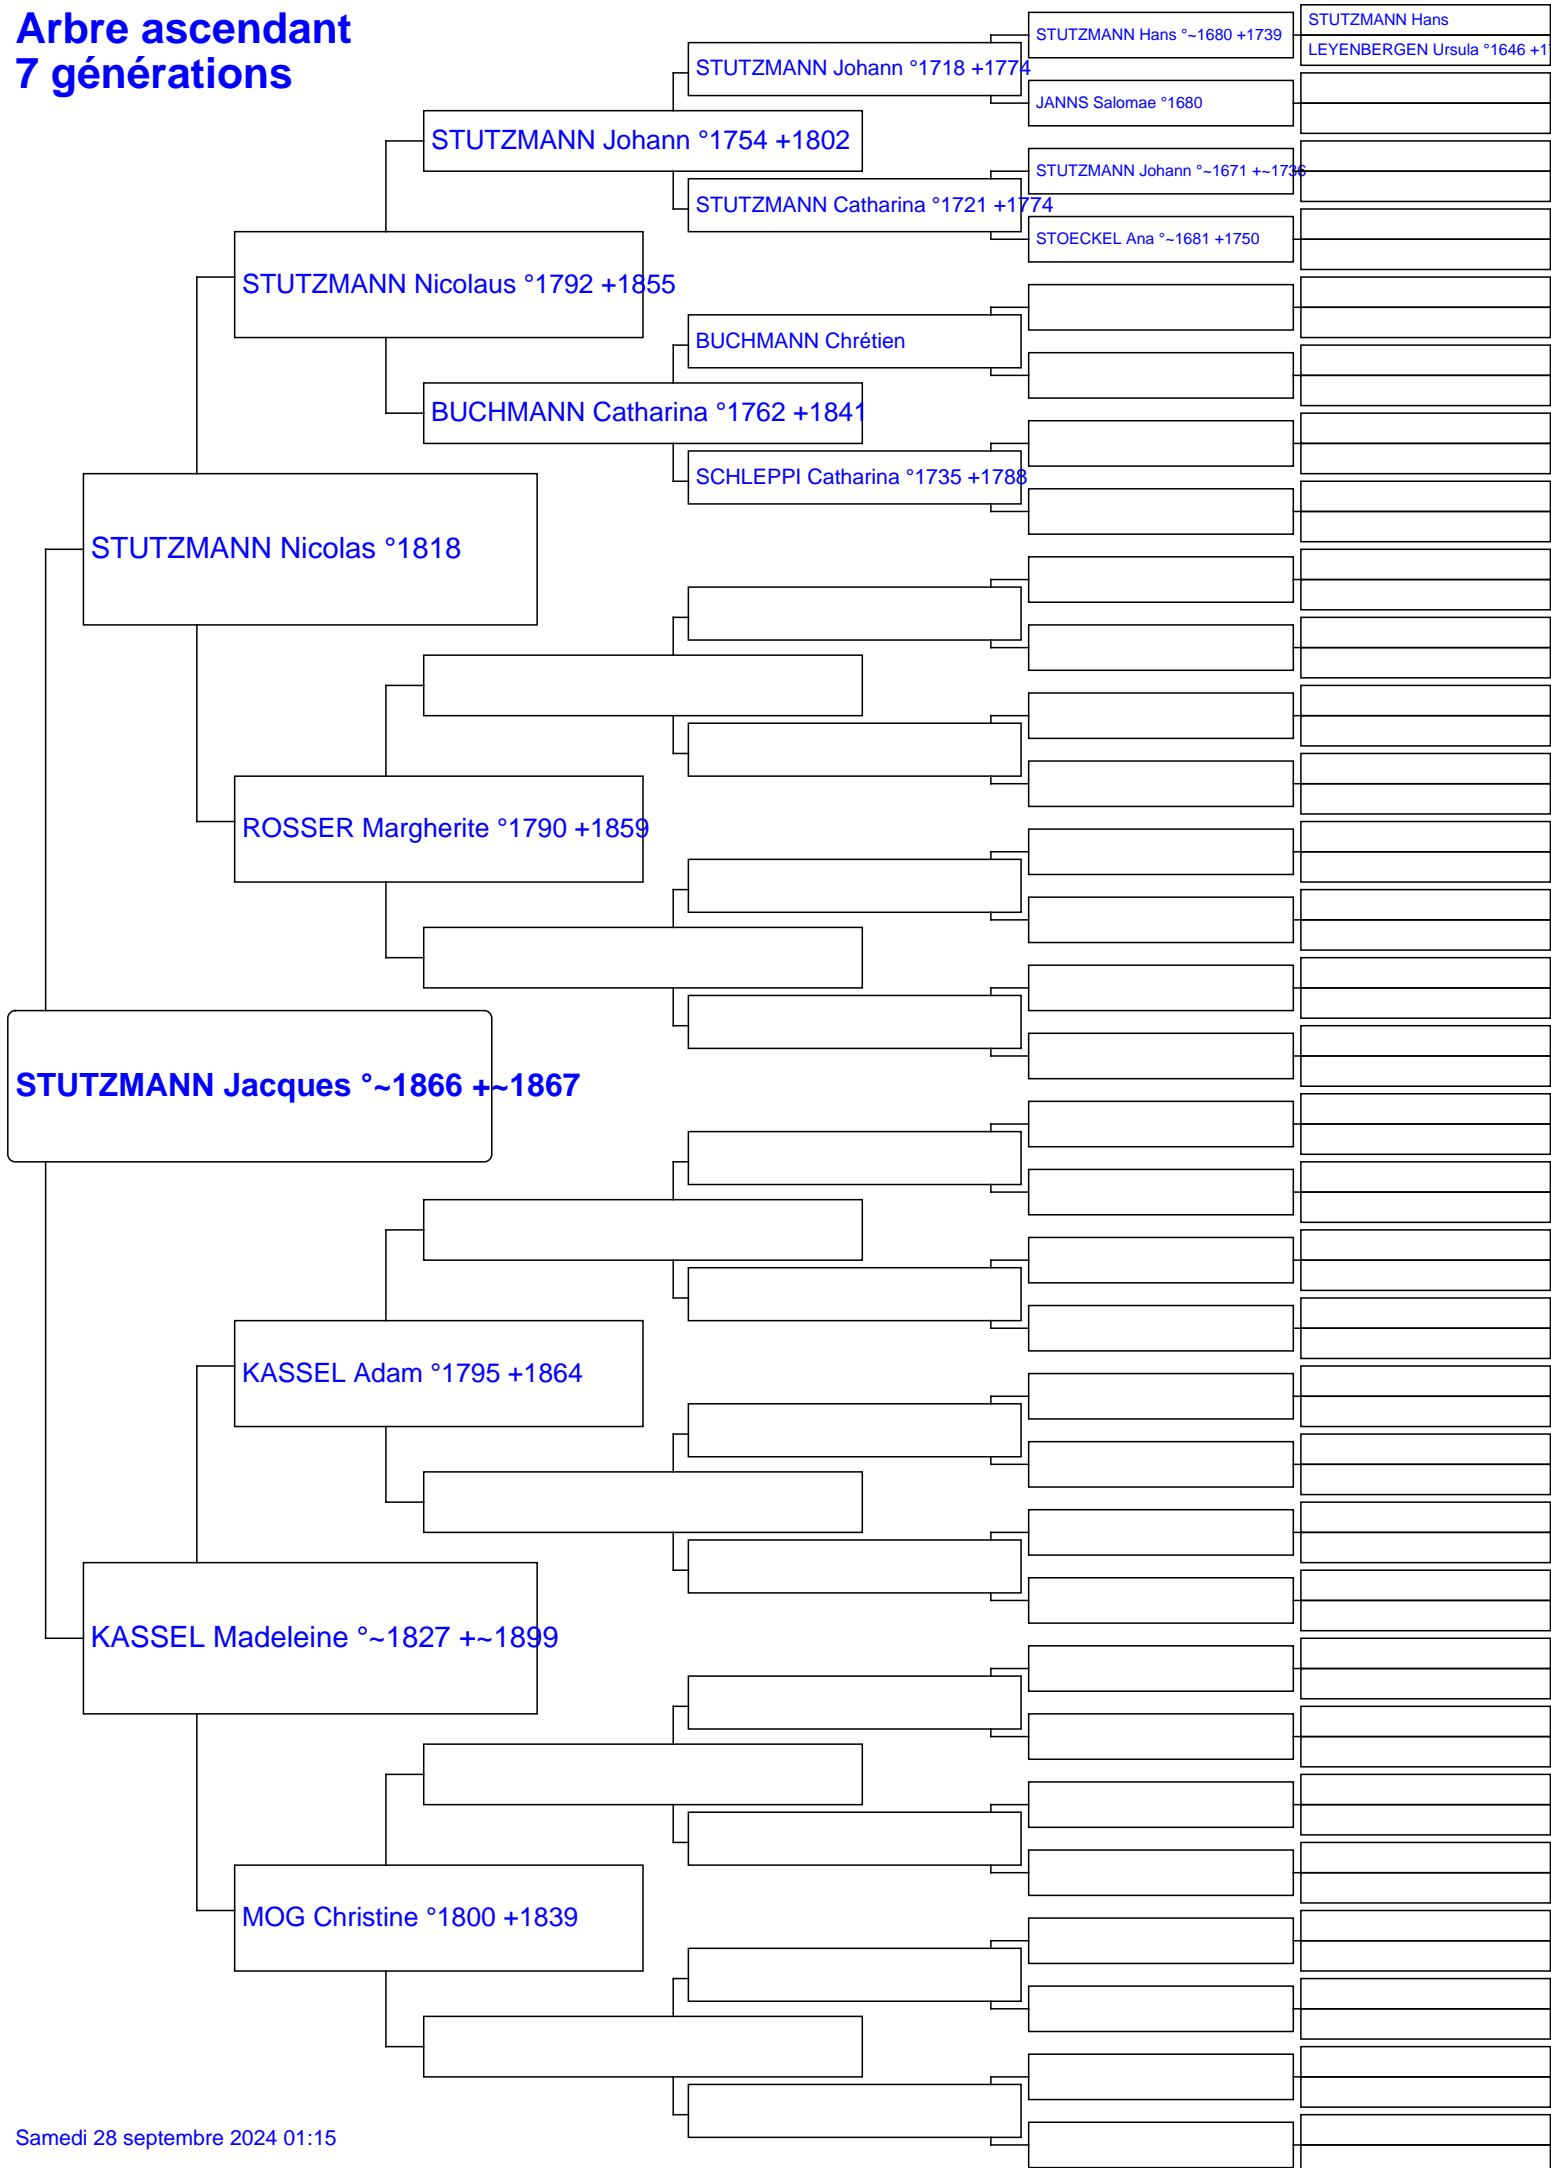 Arbre ascendant
7 générations
STUTZMANN Hans °~1680 +1739
STUTZMANN Hans
LEYENBERGEN Ursula °1646 +1
STUTZMANN Johann °1718 +1774
JANNS Salomae °1680
STUTZMANN Johann °1754 +1802
STUTZMANN Johann °~1671 +~1736
STUTZMANN Catharina °1721 +1774
STOECKEL Ana °~1681 +1750
STUTZMANN Nicolaus °1792 +1855
BUCHMANN Chrétien
BUCHMANN Catharina °1762 +1841
SCHLEPPI Catharina °1735 +1788
STUTZMANN Nicolas °1818
ROSSER Margherite °1790 +1859
STUTZMANN Jacques °~1866 +~1867
KASSEL Adam °1795 +1864
KASSEL Madeleine °~1827 +~1899
MOG Christine °1800 +1839
Samedi 28 septembre 2024 01:15